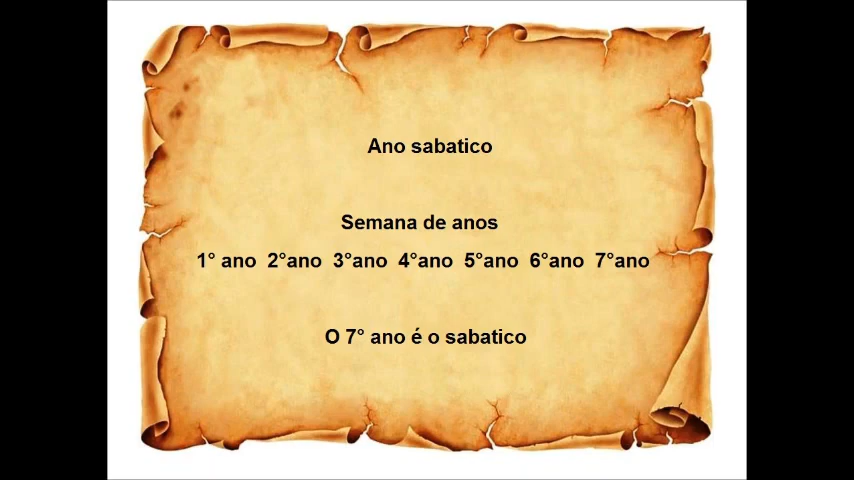 Ano sabatico
Semana de anos
1° ano 2°ano 3°ano 4°ano 5°ano 6°ano 7°ano
O 7° ano é o sabatico